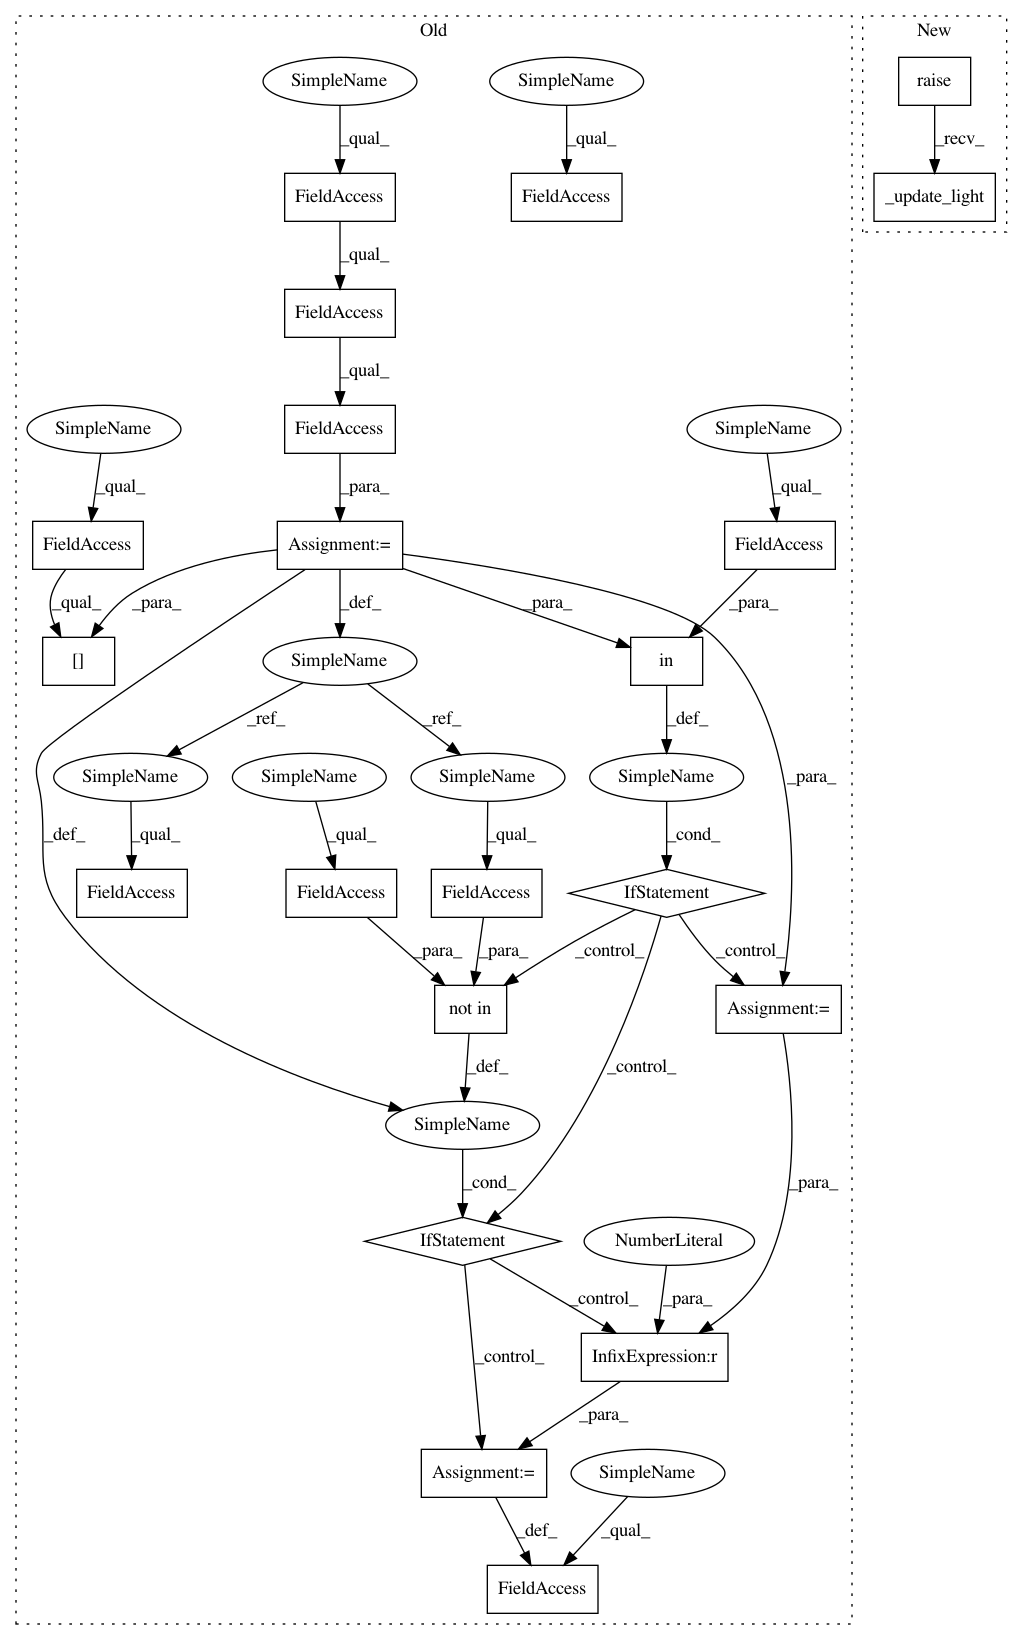 Old
New
SimpleName
SimpleName
raise
_qual_
_qual_
_recv_
FieldAccess
FieldAccess
_update_light
_qual_
FieldAccess
_qual_
SimpleName
FieldAccess
SimpleName
_qual_
_para_
_qual_
FieldAccess
Assignment:=
FieldAccess
_qual_
_para_
_def_
_para_
_para_
[]
SimpleName
in
_ref_
_ref_
_def_
SimpleName
SimpleName
SimpleName
SimpleName
_para_
_def_
_qual_
_qual_
_qual_
_cond_
FieldAccess
FieldAccess
FieldAccess
IfStatement
_para_
_para_
_control_
_control_
not in
Assignment:=
_def_
_control_
SimpleName
_cond_
_para_
IfStatement
NumberLiteral
_control_
_para_
_control_
InfixExpression:r
_para_
Assignment:=
SimpleName
_def_
_qual_
FieldAccess